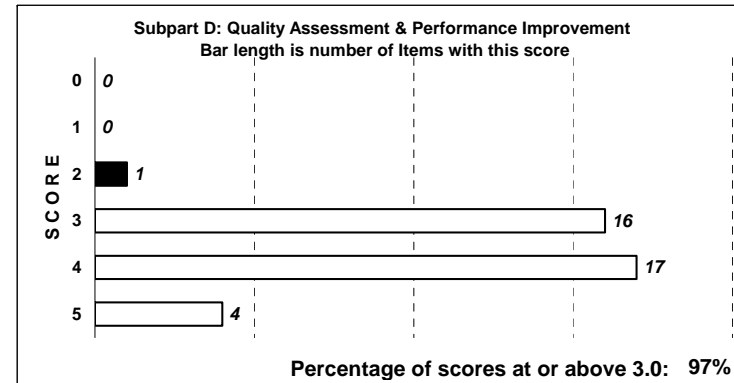 Subpart D: Quality Assessment & Performance Improvement
Bar length is number of Items with this score
SCORE
0 0
1 0
2 1
3 16
4 17
5 4
Percentage of scores at or above 3.0: 97%